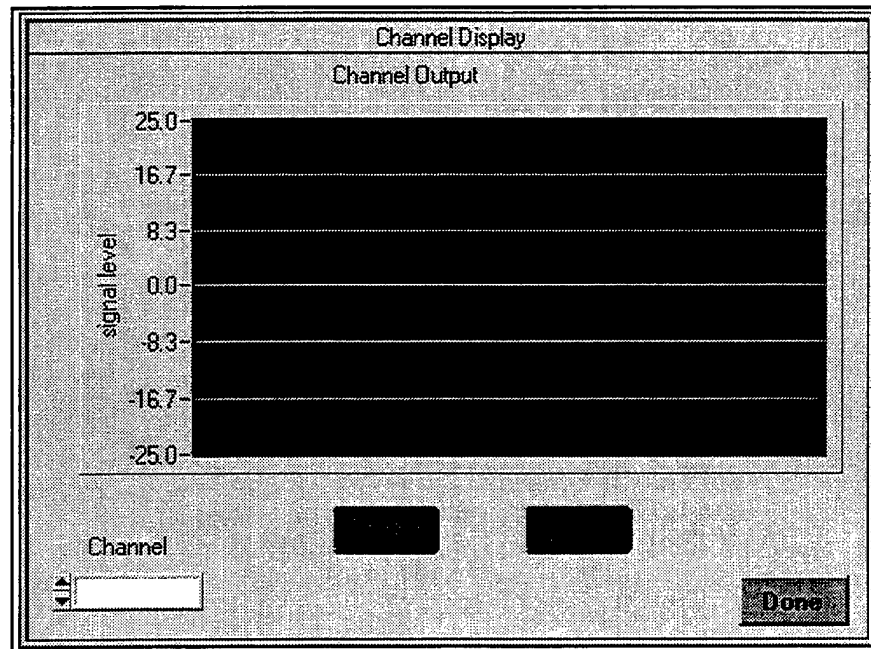 Channel Display
Channel Output
25.0
16.7
8.3
0.0
-8.3
-16.7
-25.0
signal level
Channel
Done